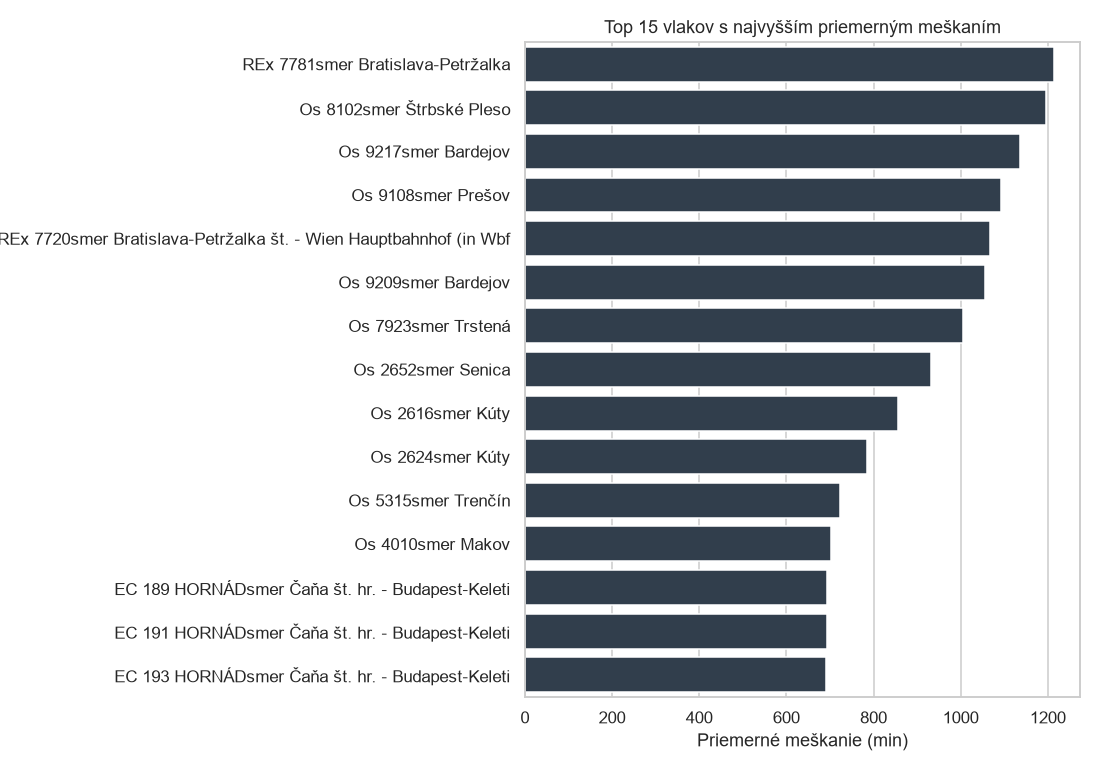 Top 15 vlakov s najvyšším priemerným meškaním
REx 7781smer Bratislava-Petržalka
Os 8102smer Štrbské Pleso
Os 9217smer Bardejov
Os 9108smer Prešov
REx 7720smer Bratislava-Petržalka št. - Wien Hauptbahnhof (in Wbf
Os 9209smer Bardejov
Os 7923smer Trstená
Os 2652smer Senica
Os 2616smer Kúty
Os 2624smer Kúty
Os 5315smer Trenčín
Os 4010smer Makov
EC 189 HORNÁDsmer Čaňa št. hr. - Budapest-Keleti
EC 191 HORNÁDsmer Čaňa št. hr. - Budapest-Keleti
EC 193 HORNÁDsmer Čaňa št. hr. - Budapest-Keleti
0 200 400 600 800 1000 1200
Priemerné meškanie (min)